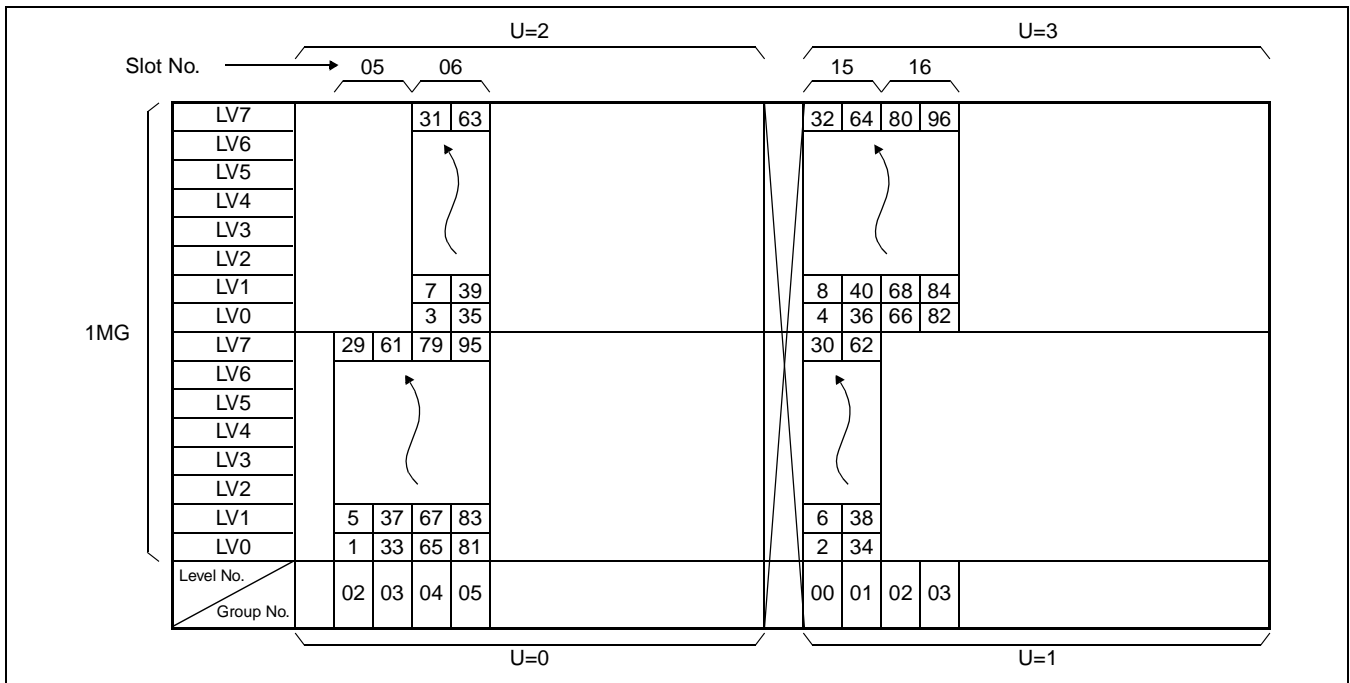 U=2 U=3
Slot No. 05 06 15 16
LV7 31 63 32 64 80 96
LV6
LV5
LV4
LV3
LV2
LV1 7 39 8 40 68 84
LV0 3 35 4 36 66 82
1MG
LV7 29 61 79 95 30 62
LV6
LV5
LV4
LV3
LV2
LV1 5 37 67 83 6 38
LV0 1 33 65 81 2 34
Level No.
Group No. 02 03 04 05 00 01 02 03
U=0 U=1